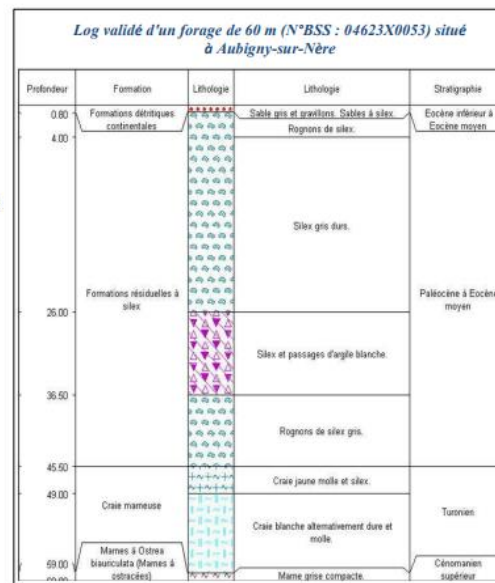 Log validé d'un forage de 60 m (N°BSS : 04623X0053) situé
à Aubigny-sur-Nère
Profondeur Formation Lithologie Lithologie Stratigraphie
0.80 Formations détritiques continentales Sable gris et gravillons. Sables à silex. Eocène inférieur à Eocène moyen
Rognons de silex.
4.00
Silex gris durs.
Formations résiduelles à silex
Paléocène à Eocène moyen
26.00
Silex et passages d'argile blanche.
36.50
Rognons de silex gris.
45.50
Craie jaune molle et silex.
49.00
Craie marneuse
Turonien
Craie blanche alternativement dure et molle.
59.00
Marnes à Ostrea biauriculata (Marnes à ostracées)
Cénomanien supérieur
60.00
Marne grise compacte.